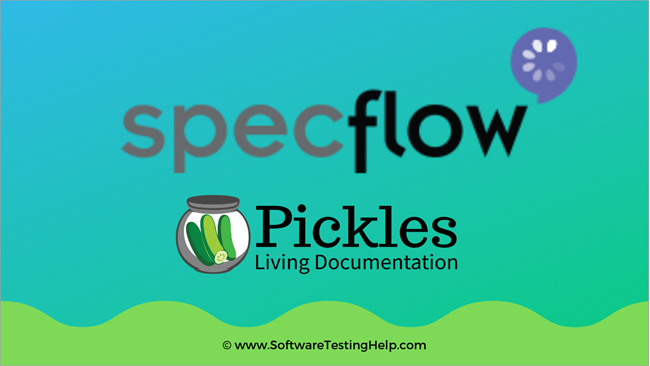 specflow
Pickles
Living Documentation
© www.SoftwareTestingHelp.com